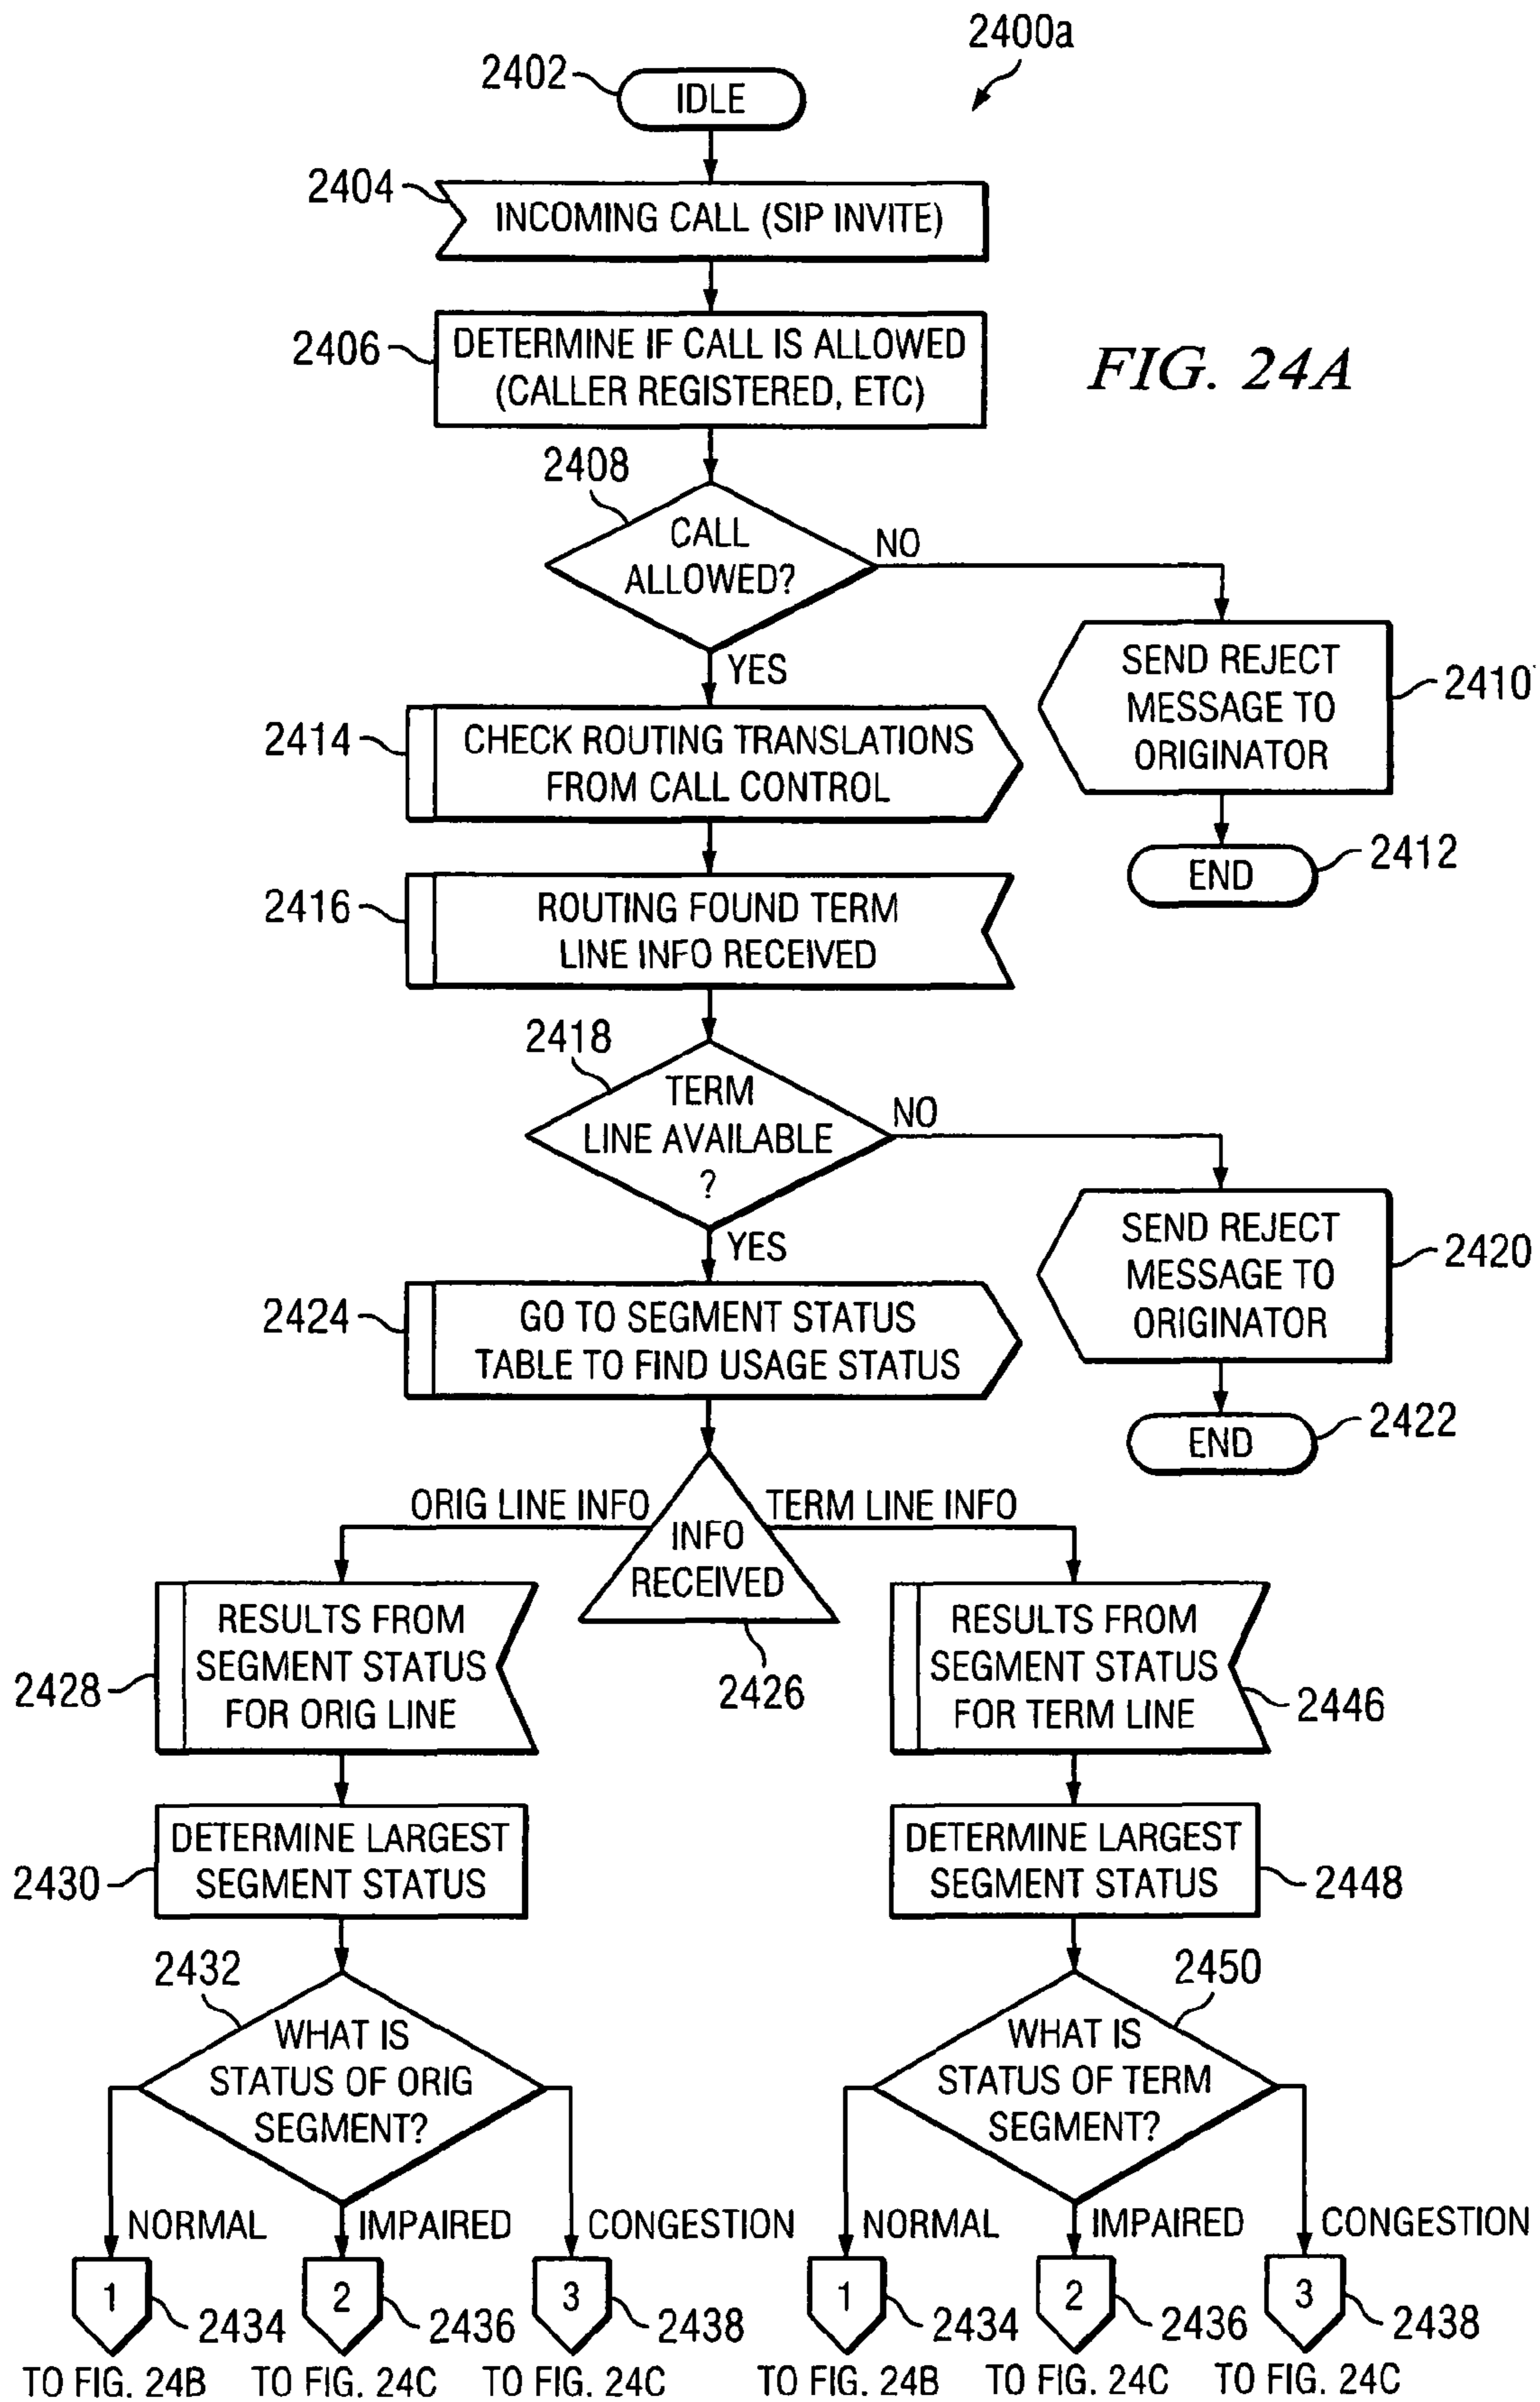 2400a
2402
IDLE
2404
INCOMING CALL (SIP INVITE)
2406
DETERMINE IF CALL IS ALLOWED
(CALLER REGISTERED, ETC)
FIG. 24A
2408
CALL
ALLOWED?
NO
YES
SEND REJECT
MESSAGE TO
ORIGINATOR
2410
2414
CHECK ROUTING TRANSLATIONS
FROM CALL CONTROL
END
2412
2416
ROUTING FOUND TERM
LINE INFO RECEIVED
2418
TERM
LINE AVAILABLE
?
NO
YES
SEND REJECT
MESSAGE TO
ORIGINATOR
2420
2424
GO TO SEGMENT STATUS
TABLE TO FIND USAGE STATUS
END
2422
ORIG LINE INFO
TERM LINE INFO
INFO
RECEIVED
2426
RESULTS FROM
SEGMENT STATUS
FOR ORIG LINE
2428
RESULTS FROM
SEGMENT STATUS
FOR TERM LINE
2446
DETERMINE LARGEST
SEGMENT STATUS
2430
DETERMINE LARGEST
SEGMENT STATUS
2448
2432
WHAT IS
STATUS OF ORIG
SEGMENT?
2450
WHAT IS
STATUS OF TERM
SEGMENT?
NORMAL
IMPAIRED
CONGESTION
NORMAL
IMPAIRED
CONGESTION
1
2434
2
2436
3
2438
1
2434
2
2436
3
2438
TO FIG. 24B
TO FIG. 24C
TO FIG. 24C
TO FIG. 24B
TO FIG. 24C
TO FIG. 24C